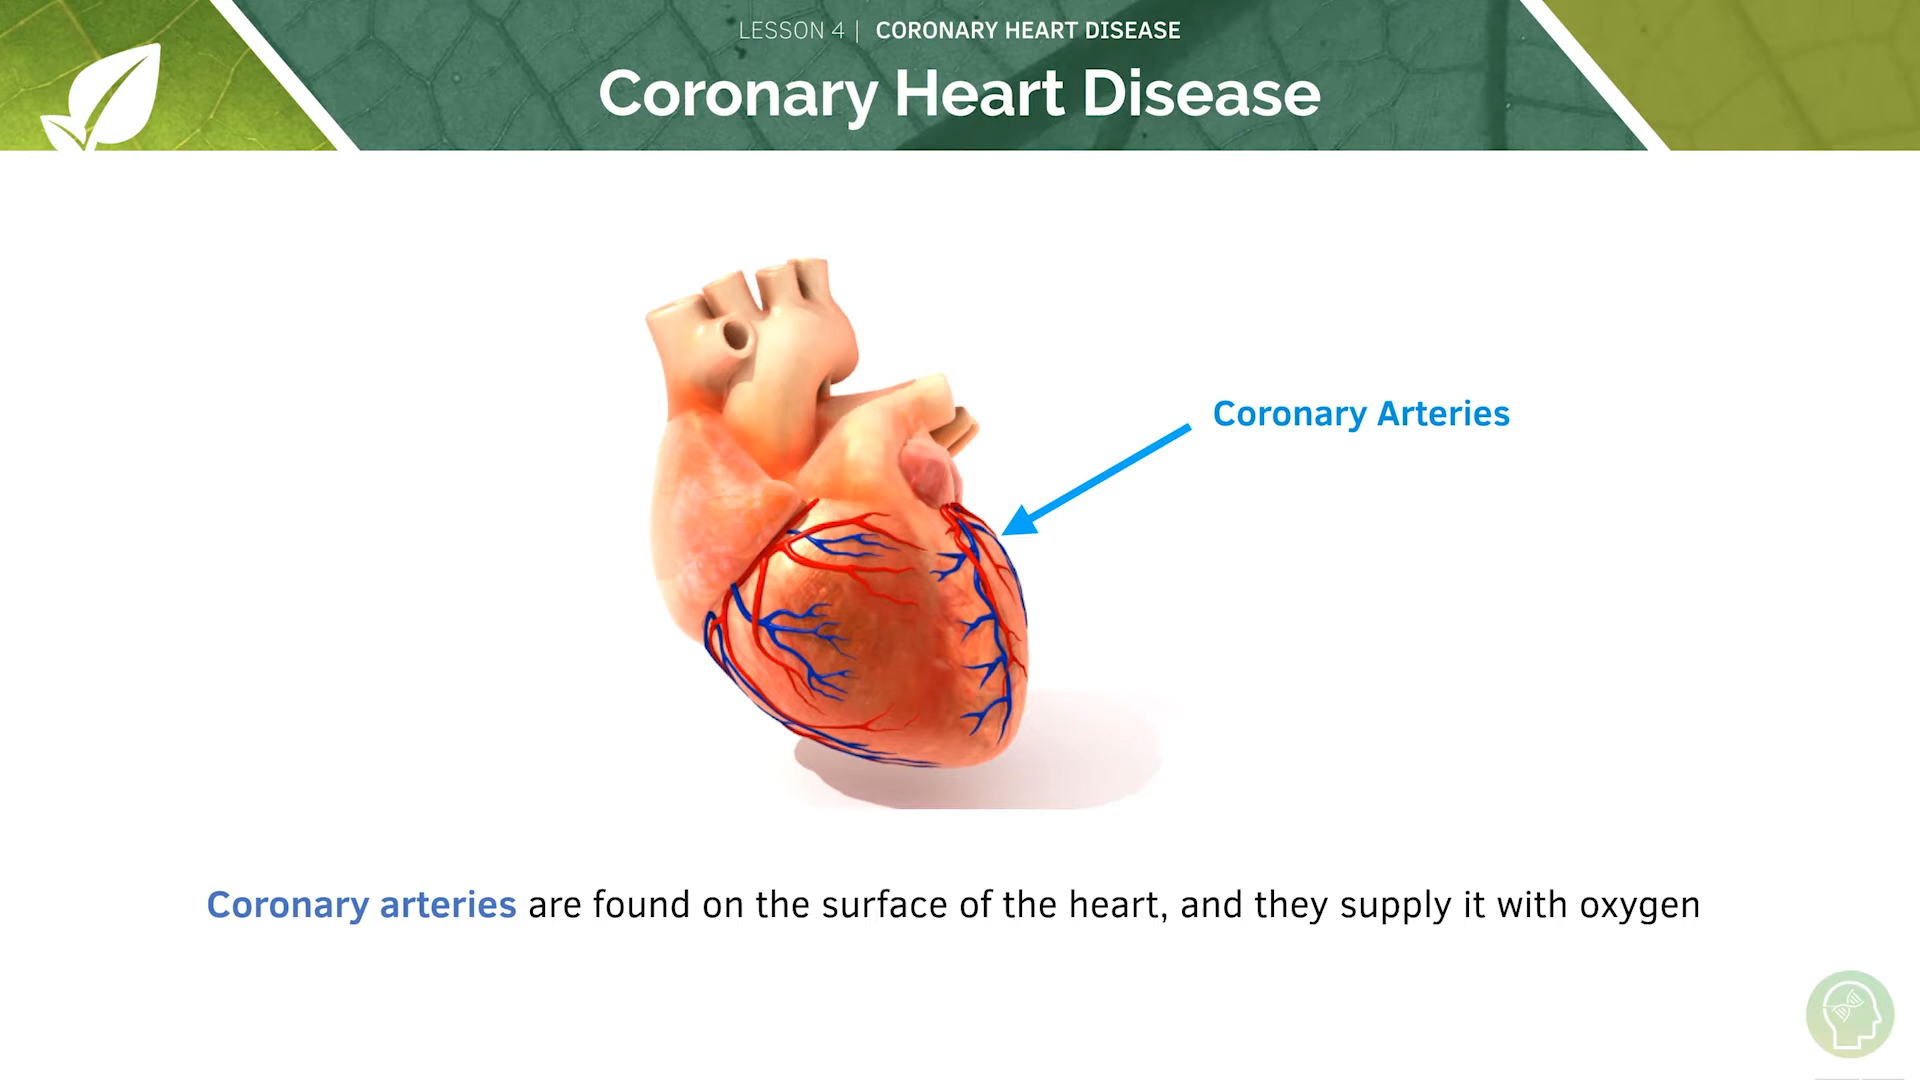 LESSON 4 | CORONARY HEART DISEASE
Coronary Heart Disease
Coronary Arteries
Coronary arteries are found on the surface of the heart, and they supply it with oxygen